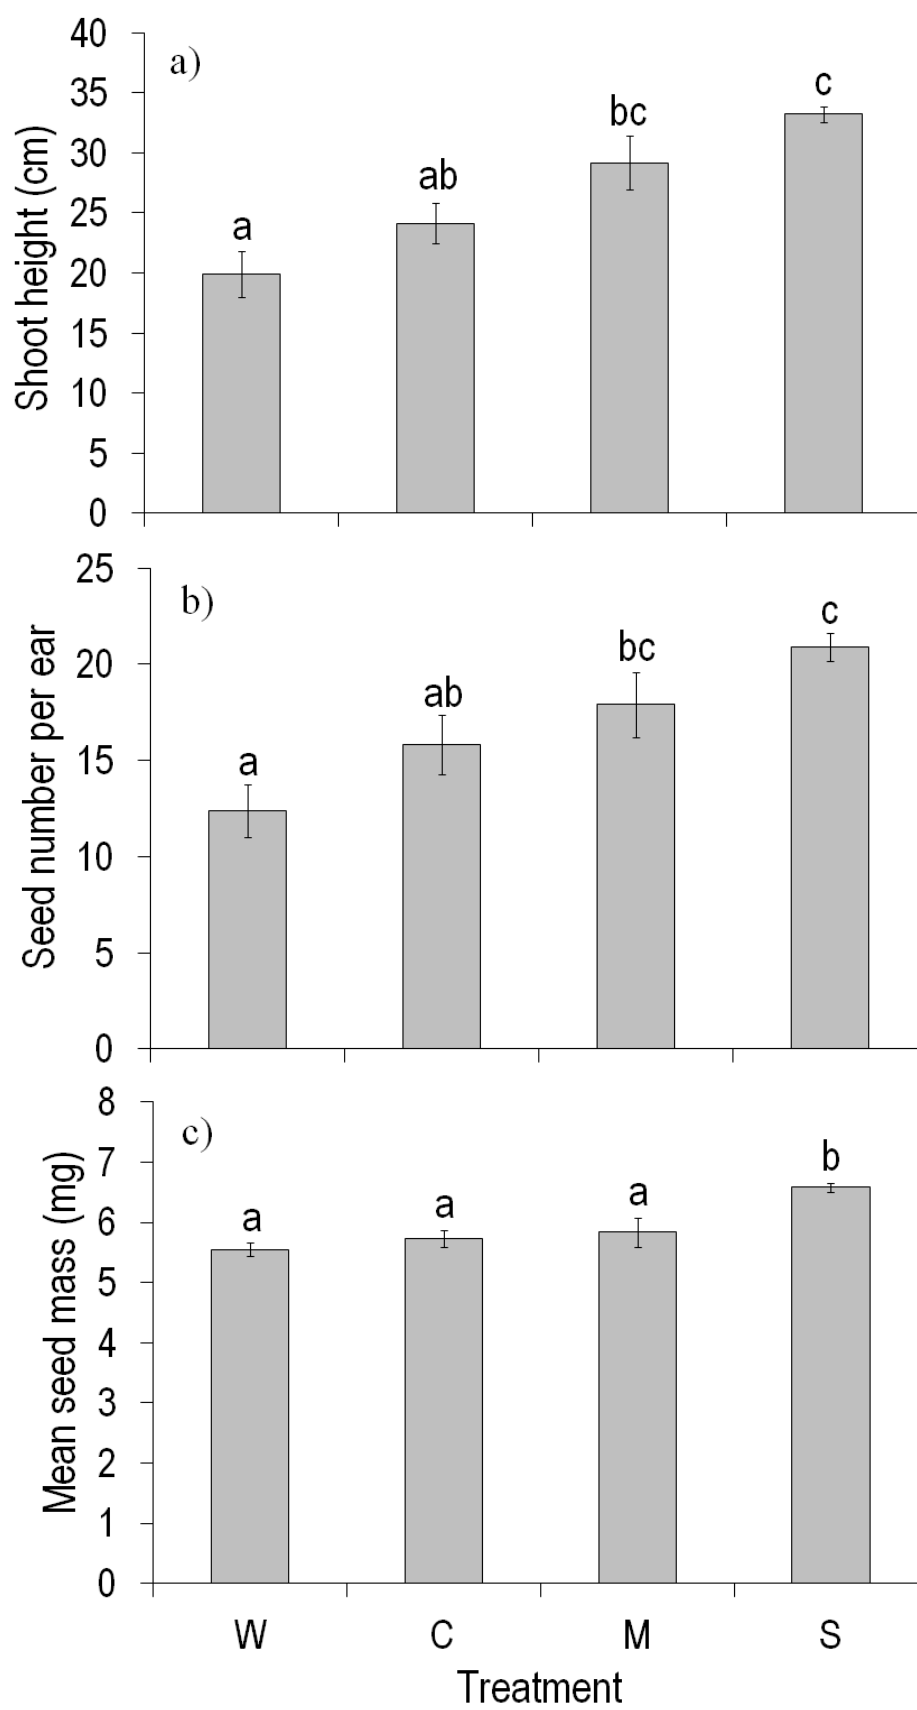 a)
Shoot height (cm)
40
35
30
25
20
15
10
5
0
a
ab
bc
c
b)
Seed number per ear
25
20
15
10
5
0
a
ab
bc
c
c)
Mean seed mass (mg)
8
7
6
5
4
3
2
1
0
a
a
a
b
W C M S
Treatment